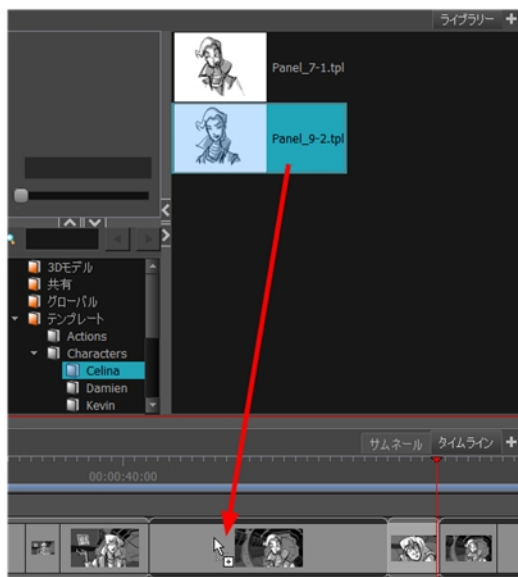 ライブラリー
Panel_7-1.tpl
Panel_9-2.tpl
3Dモデル
共有
グローバル
テンプレート
Actions
Characters
Celina
Damien
Kevin
サムネール タイムライン
00:00:40:00